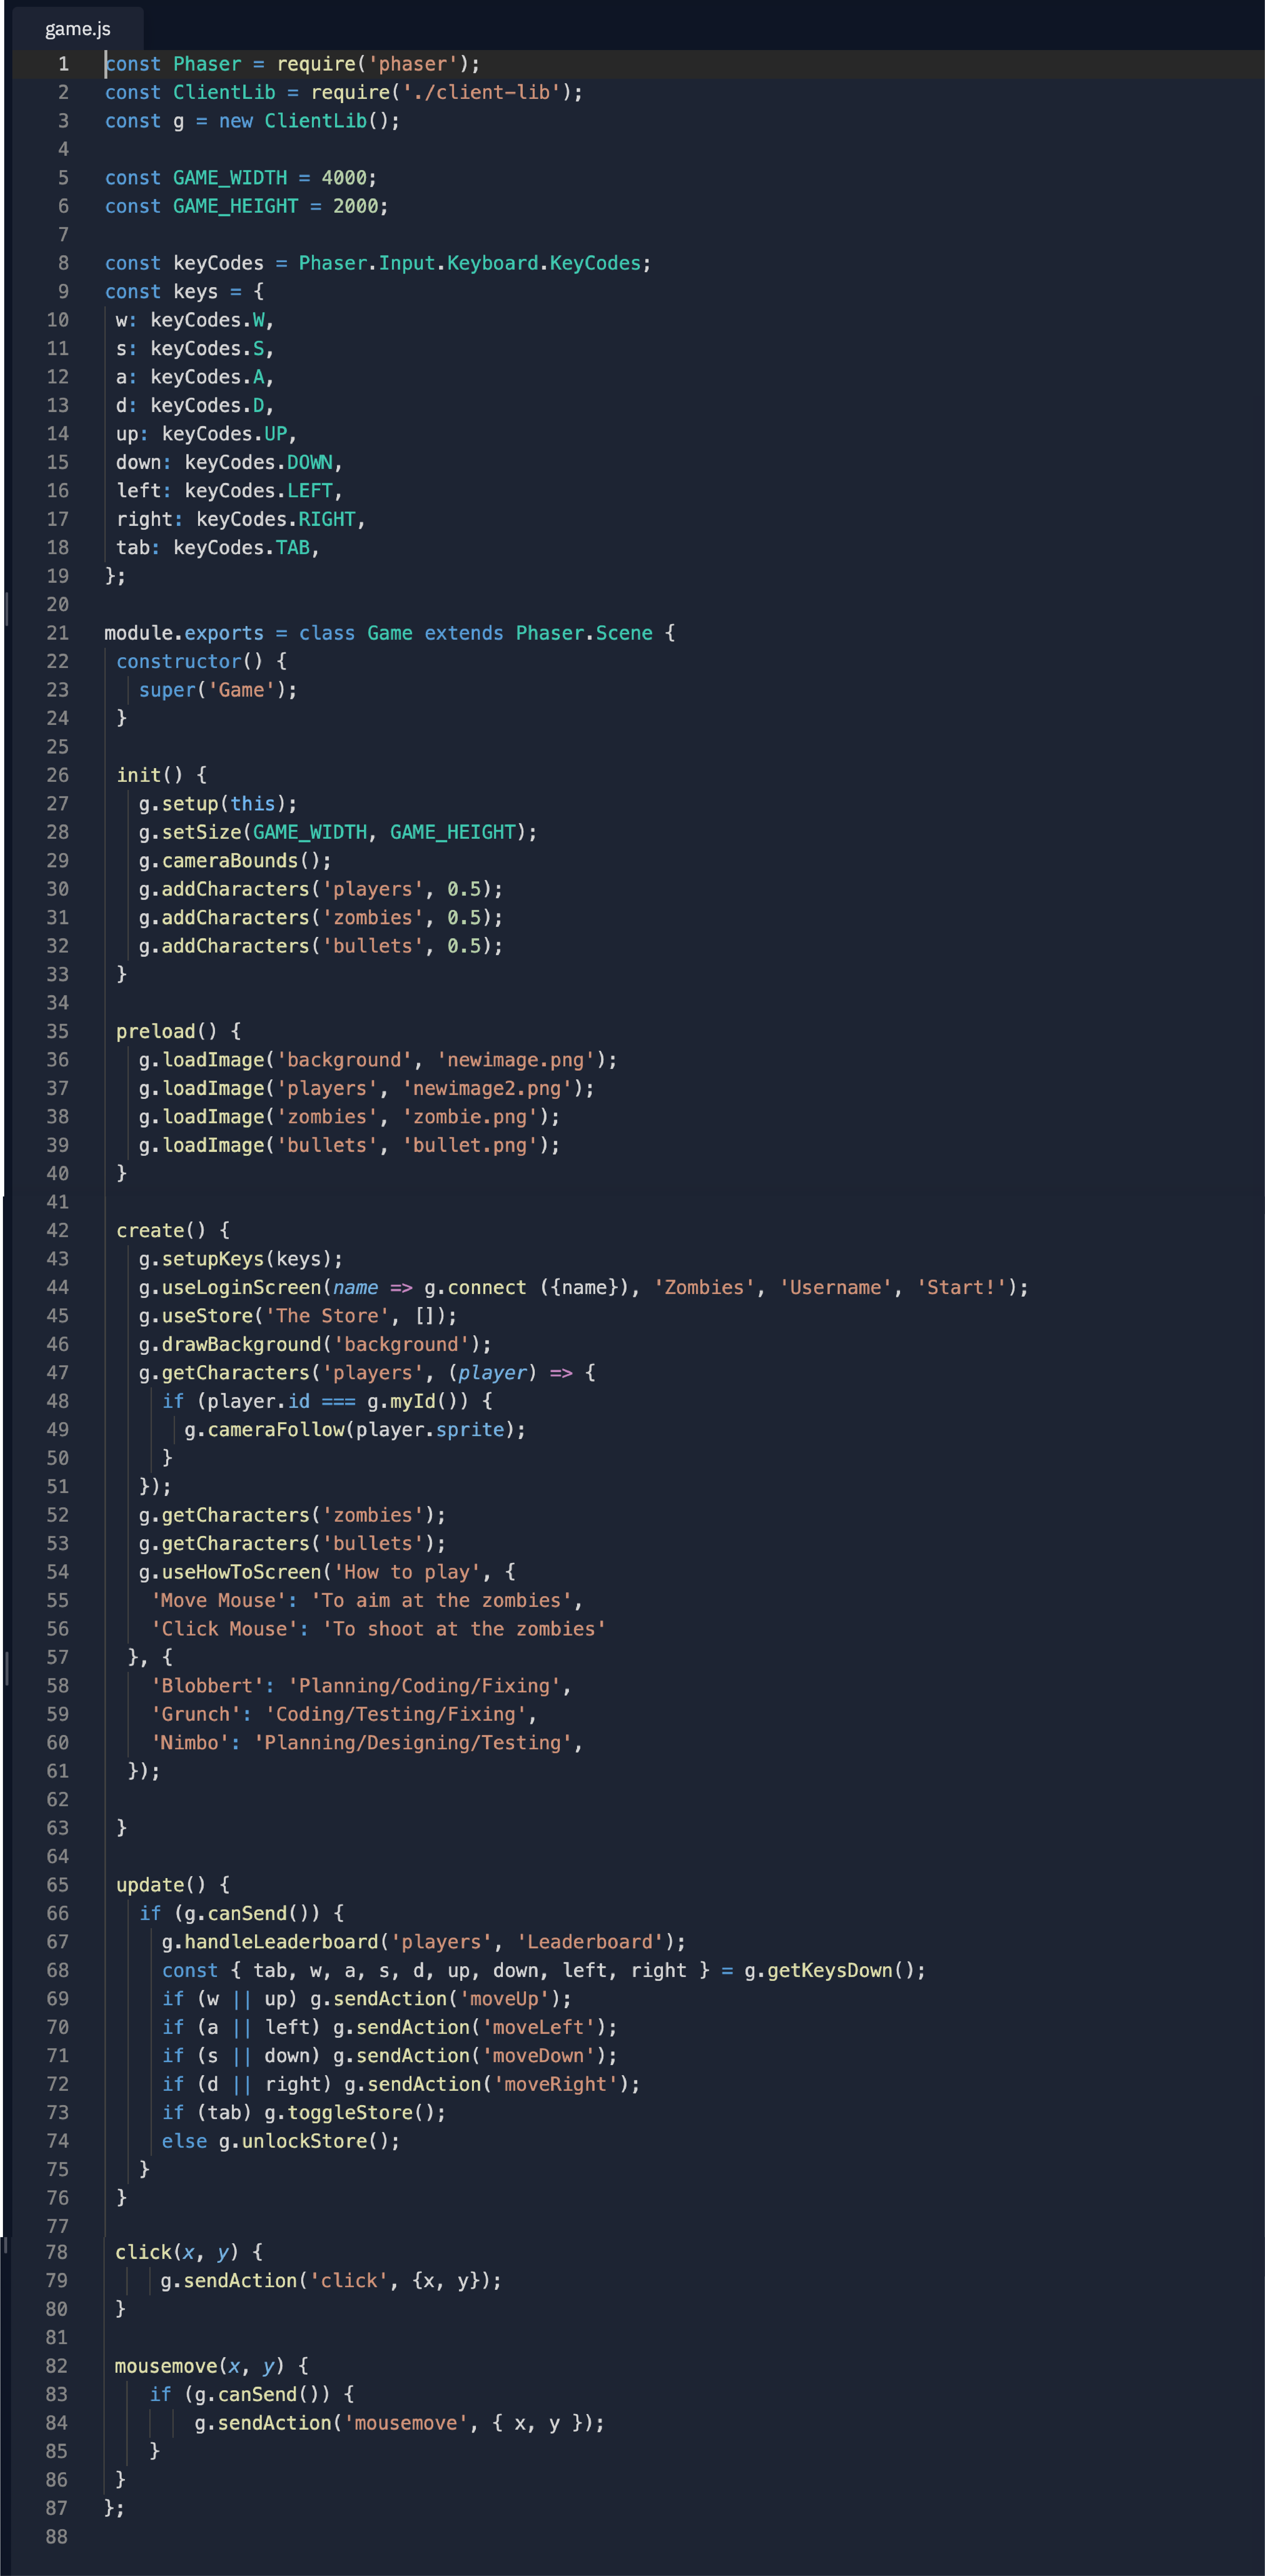 game.js
1 const Phaser = require('phaser');
2 const ClientLib = require('./client-lib');
3 const g = new ClientLib();
4
5 const GAME_WIDTH = 4000;
6 const GAME_HEIGHT = 2000;
7
8 const keyCodes = Phaser.Input.Keyboard.KeyCodes;
9 const keys = {
10  w: keyCodes.W,
11  s: keyCodes.S,
12  a: keyCodes.A,
13  d: keyCodes.D,
14  up: keyCodes.UP,
15  down: keyCodes.DOWN,
16  left: keyCodes.LEFT,
17  right: keyCodes.RIGHT,
18  tab: keyCodes.TAB,
19 };
20
21 module.exports = class Game extends Phaser.Scene {
22  constructor() {
23    super('Game');
24  }
25
26  init() {
27    g.setup(this);
28    g.setSize(GAME_WIDTH, GAME_HEIGHT);
29    g.cameraBounds();
30    g.addCharacters('players', 0.5);
31    g.addCharacters('zombies', 0.5);
32    g.addCharacters('bullets', 0.5);
33  }
34
35  preload() {
36    g.loadImage('background', 'newimage.png');
37    g.loadImage('players', 'newimage2.png');
38    g.loadImage('zombies', 'zombie.png');
39    g.loadImage('bullets', 'bullet.png');
40  }
41
42  create() {
43    g.setupKeys(keys);
44    g.useLoginScreen(name => g.connect ({name}), 'Zombies', 'Username', 'Start!');
45    g.useStore('The Store', []);
46    g.drawBackground('background');
47    g.getCharacters('players', (player) => {
48      if (player.id === g.myId()) {
49        g.cameraFollow(player.sprite);
50      }
51    });
52    g.getCharacters('zombies');
53    g.getCharacters('bullets');
54    g.useHowToScreen('How to play', {
55     'Move Mouse': 'To aim at the zombies',
56     'Click Mouse': 'To shoot at the zombies'
57   }, {
58     'Blobbert': 'Planning/Coding/Fixing',
59     'Grunch': 'Coding/Testing/Fixing',
60     'Nimbo': 'Planning/Designing/Testing',
61   });
62
63  }
64
65  update() {
66    if (g.canSend()) {
67      g.handleLeaderboard('players', 'Leaderboard');
68      const { tab, w, a, s, d, up, down, left, right } = g.getKeysDown();
69      if (w || up) g.sendAction('moveUp');
70      if (a || left) g.sendAction('moveLeft');
71      if (s || down) g.sendAction('moveDown');
72      if (d || right) g.sendAction('moveRight');
73      if (tab) g.toggleStore();
74      else g.unlockStore();
75    }
76  }
77
78  click(x, y) {
79      g.sendAction('click', {x, y});
80  }
81
82  mousemove(x, y) {
83     if (g.canSend()) {
84         g.sendAction('mousemove', { x, y });
85     }
86  }
87 };
88